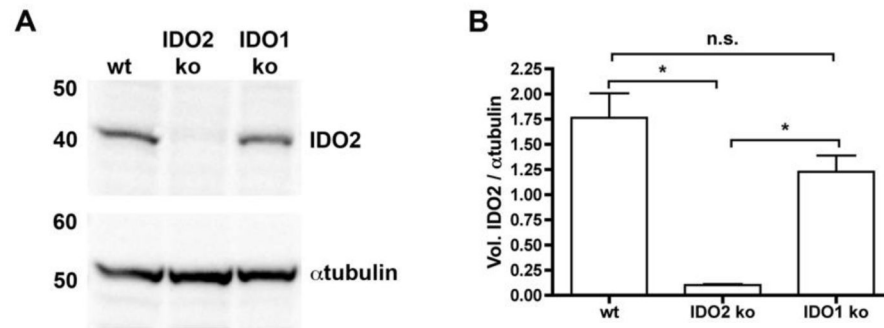 A
wt
IDO2
ko
IDO1
ko
50
40
IDO2
60
50
αtubulin
B
n.s.
*
*
Vol. IDO2 / αtubulin
2.25
2.00
1.75
1.50
1.25
1.00
0.75
0.50
0.25
0.00
wt
IDO2 ko
IDO1 ko